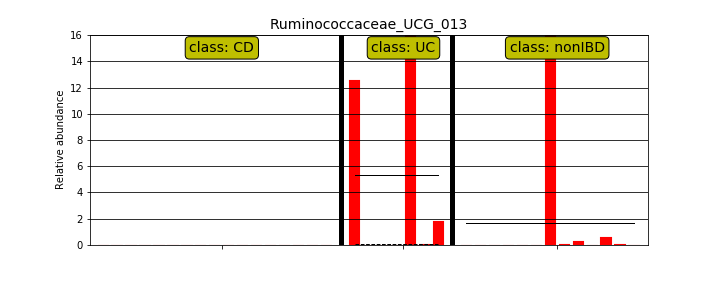 Ruminococcaceae_UCG_013
class: CD
class: UC
class: nonIBD
Relative abundance
16
14
12
10
8
6
4
2
0